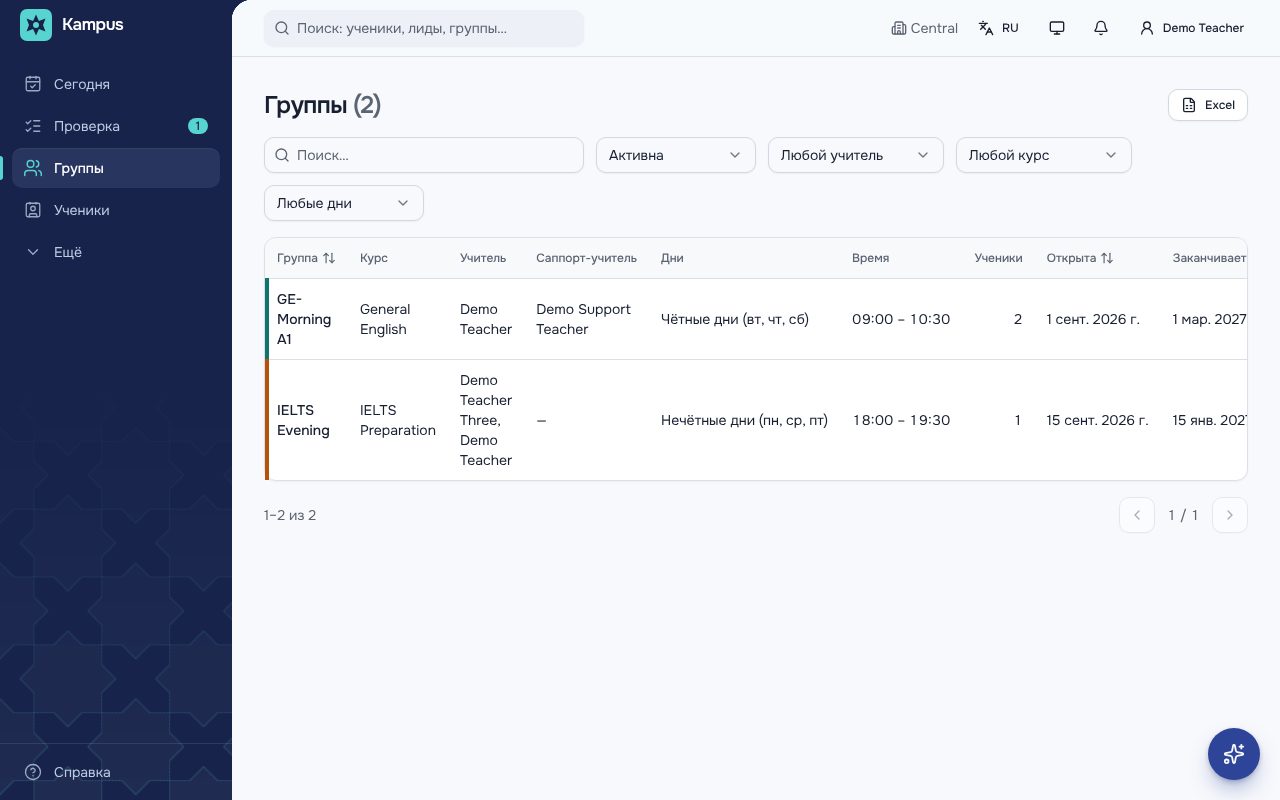 Kampus
Поиск: ученики, лиды, группы...
Central
RU
Demo Teacher
Сегодня
Проверка 1
Группы
Ученики
Ещё
Справка
Группы (2)
Excel
Поиск...
Активна
Любой учитель
Любой курс
Любые дни
Группа Курс Учитель Саппорт-учитель Дни Время Ученики Открыта Заканчивает
GE-
Morning
A1
General
English
Demo
Teacher
Demo Support
Teacher
Чётные дни (вт, чт, сб)
09:00 – 10:30
2
1 сент. 2026 г.
1 мар. 2027
IELTS
Evening
IELTS
Preparation
Demo
Teacher
Three,
Demo
Teacher
—
Нечётные дни (пн, ср, пт)
18:00 – 19:30
1
15 сент. 2026 г.
15 янв. 2027
1–2 из 2
1 / 1